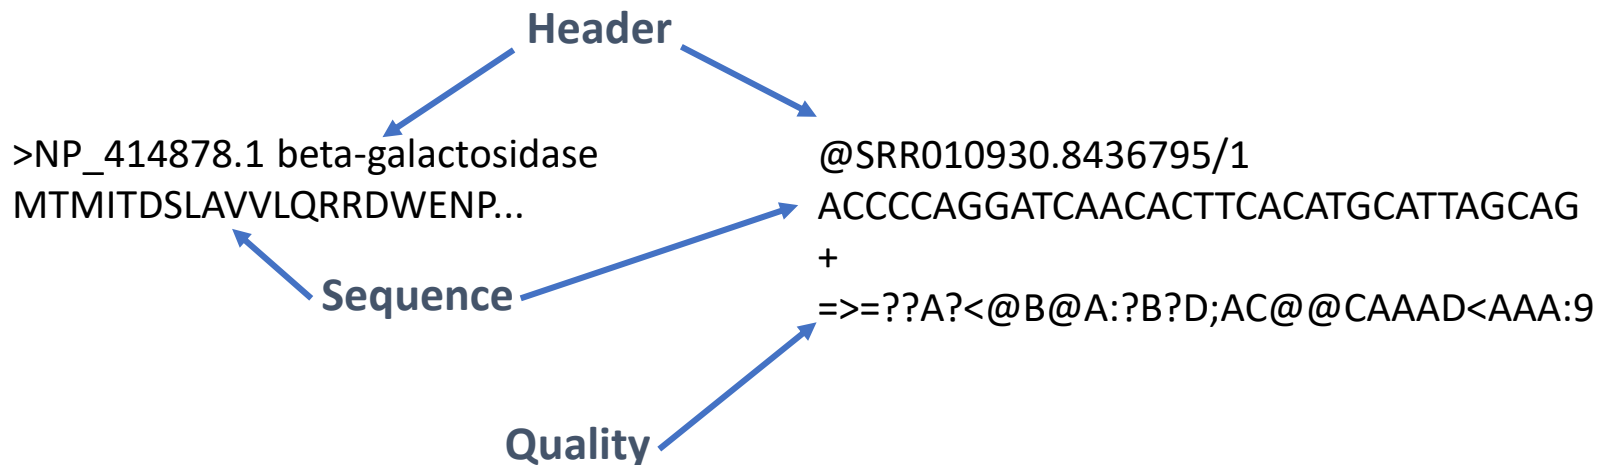 Header
>NP_414878.1 beta-galactosidase
MTMITDSLAVVLQRRDWENP...
@SRR010930.8436795/1
ACCCCAGGATCAACACTTCACATGCATTAGCAG
+
=>=??A?<@B@A:?B?D;AC@@CAAAD<AAA:9
Sequence
Quality